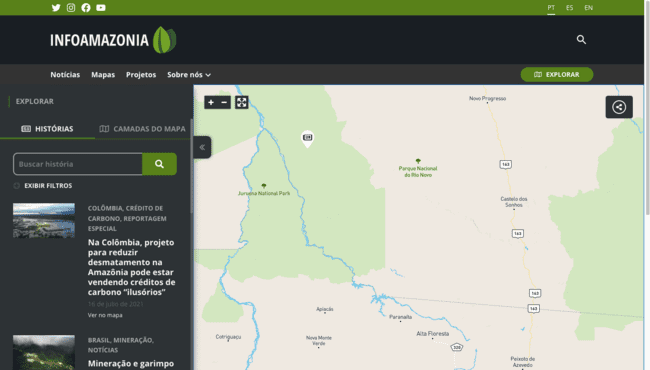 PT ES EN
INFOAMAZONIA
Notícias Mapas Projetos Sobre nós EXPLORAR
EXPLORAR
HISTÓRIAS CAMADAS DO MAPA
Buscar história
EXIBIR FILTROS
COLÔMBIA, CRÉDITO DE
CARBONO, REPORTAGEM
ESPECIAL
Na Colômbia, projeto
para reduzir
desmatamento na
Amazônia pode estar
vendendo créditos de
carbono “ilusórios”
16 de julho de 2021
Ver no mapa
BRASIL, MINERAÇÃO,
NOTÍCIAS
Mineração e garimpo
+ −
Novo Progresso
Parque Nacional
do Rio Novo
163
Juruena National Park
Castelo dos
Sonhos
163
163
163
Apiacás
Paranaíta
Cotriguaçu
Nova Monte
Verde
Alta Floresta
320
Peixoto de
Azevedo